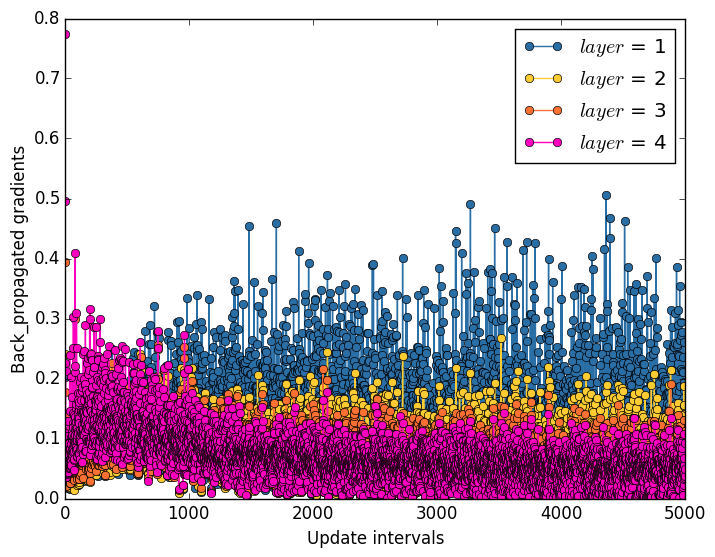 0.8
0.7
0.6
0.5
0.4
0.3
0.2
0.1
0.0
Back_propagated gradients
layer = 1
layer = 2
layer = 3
layer = 4
0 1000 2000 3000 4000 5000
Update intervals